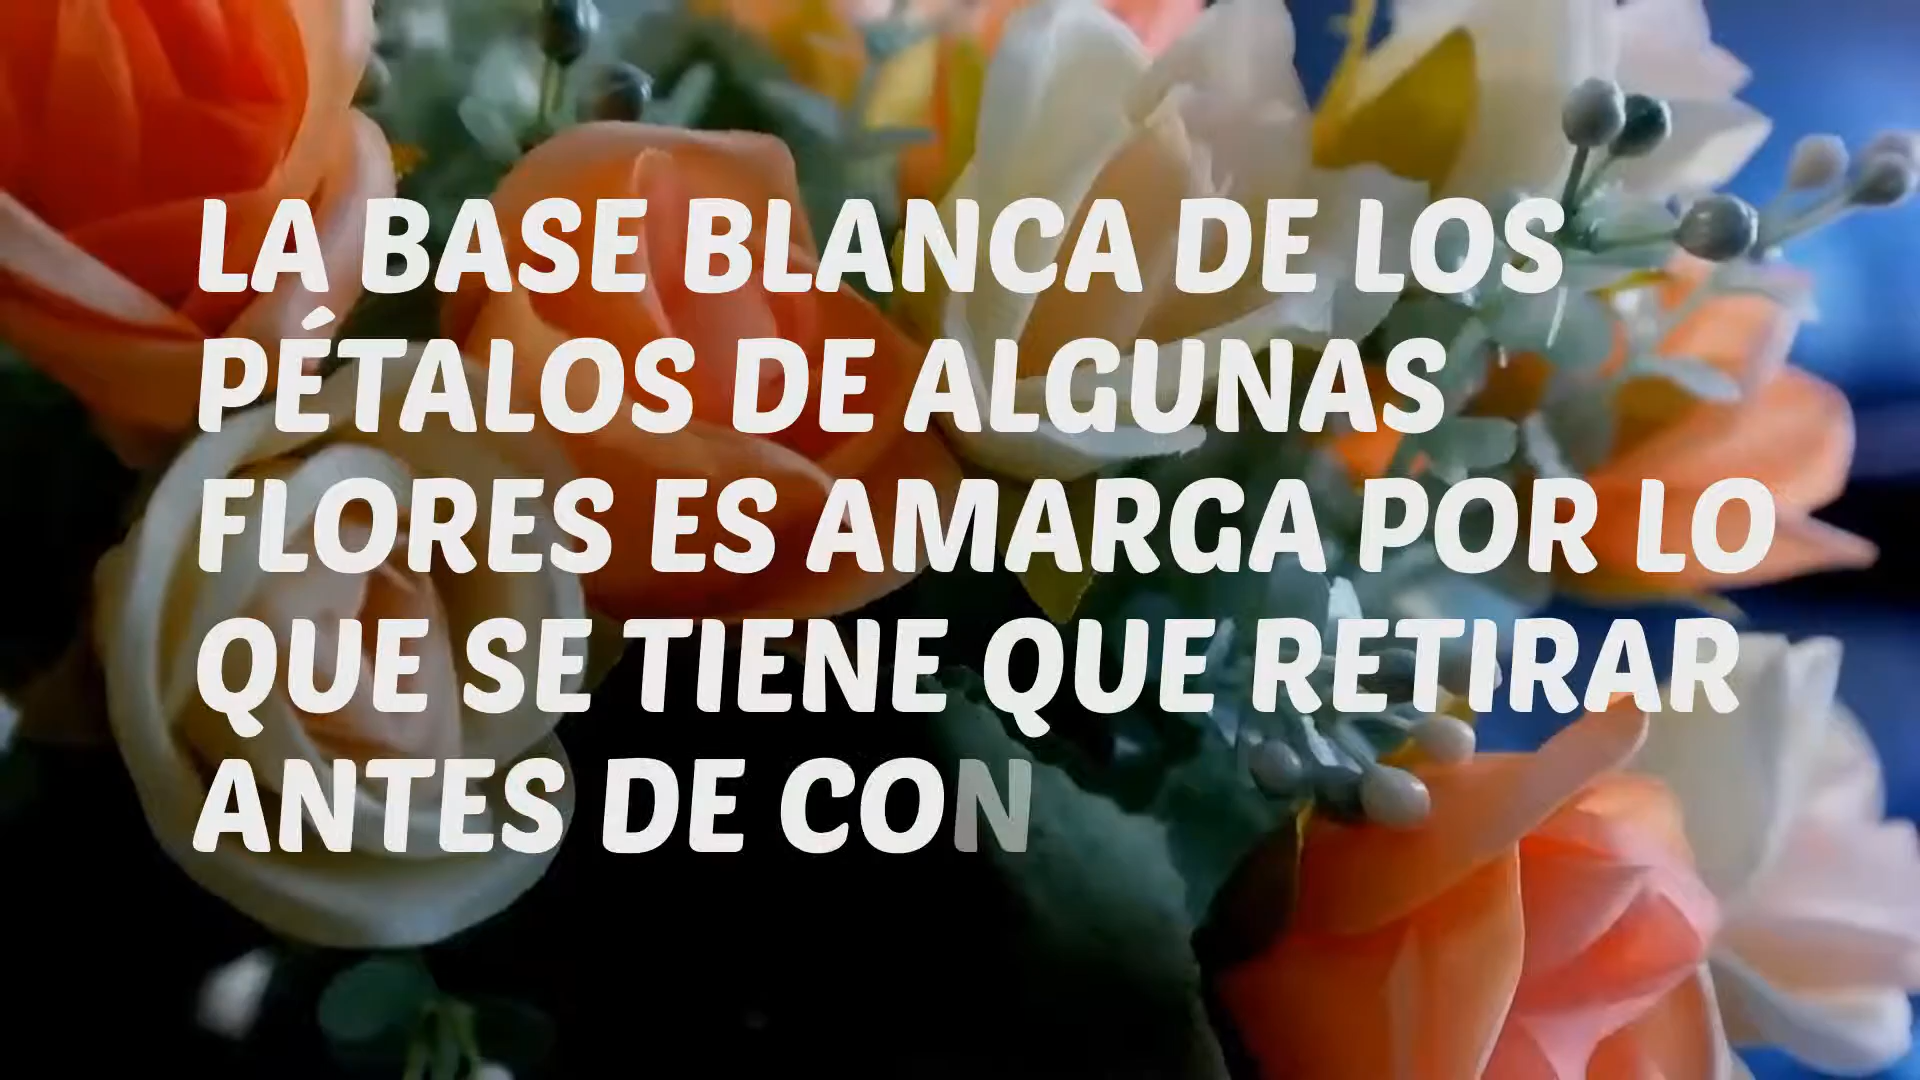 LA BASE BLANCA DE LOS
PÉTALOS DE ALGUNAS
FLORES ES AMARGA POR LO
QUE SE TIENE QUE RETIRAR
ANTES DE CON